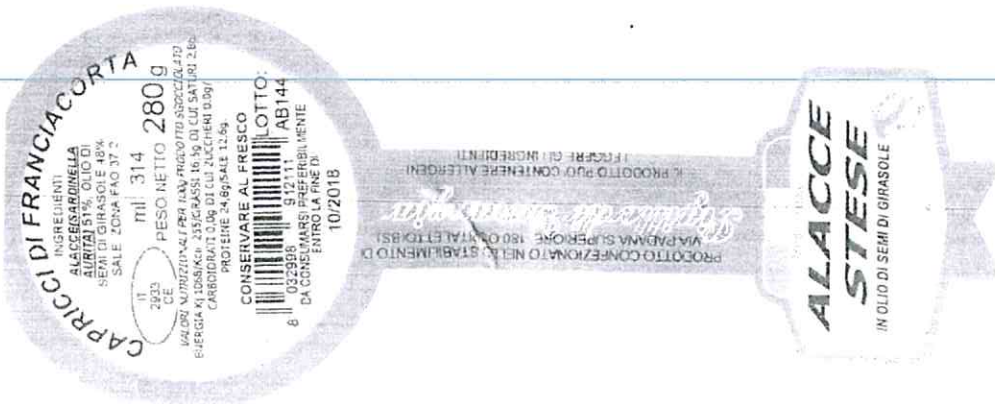 CAPRICCI DI FRANCIACORTA
INGREDIENTI
ALACCE(SARDINELLA
AURITA) 51%, OLIO DI
SEMI DI GIRASOLE 48%
SALE ZONA FAO 37 2
IT
2933
CE
ml 314
PESO NETTO 280g
VALORI NUTRIZIONALI PER 100g PRODOTTO SGOCCIOLATO
ENERGIA Kj 1068/Kcal 255/GRASSI 16.5g DI CUI SATURI 2.8g
CARBOIDRATI 0,0g DI CUI ZUCCHERI 0.0g/
PROTEINE 24,8g/SALE 12.6g.
CONSERVARE AL FRESCO
LOTTO:
AB144
8 032998 912111
DA CONSUMARSI PREFERIBILMENTE
ENTRO LA FINE DI
10/2018
PRODOTTO CONFEZIONATO NELLO STABILIMENTO DI
VIA PADANA SUPERIORE 180 OSPITALETTO(BS)
IL PRODOTTO PUO' CONTENERE ALLERGENI
LEGGERE GLI INGREDIENTI
ALACCE
STESE
IN OLIO DI SEMI DI GIRASOLE